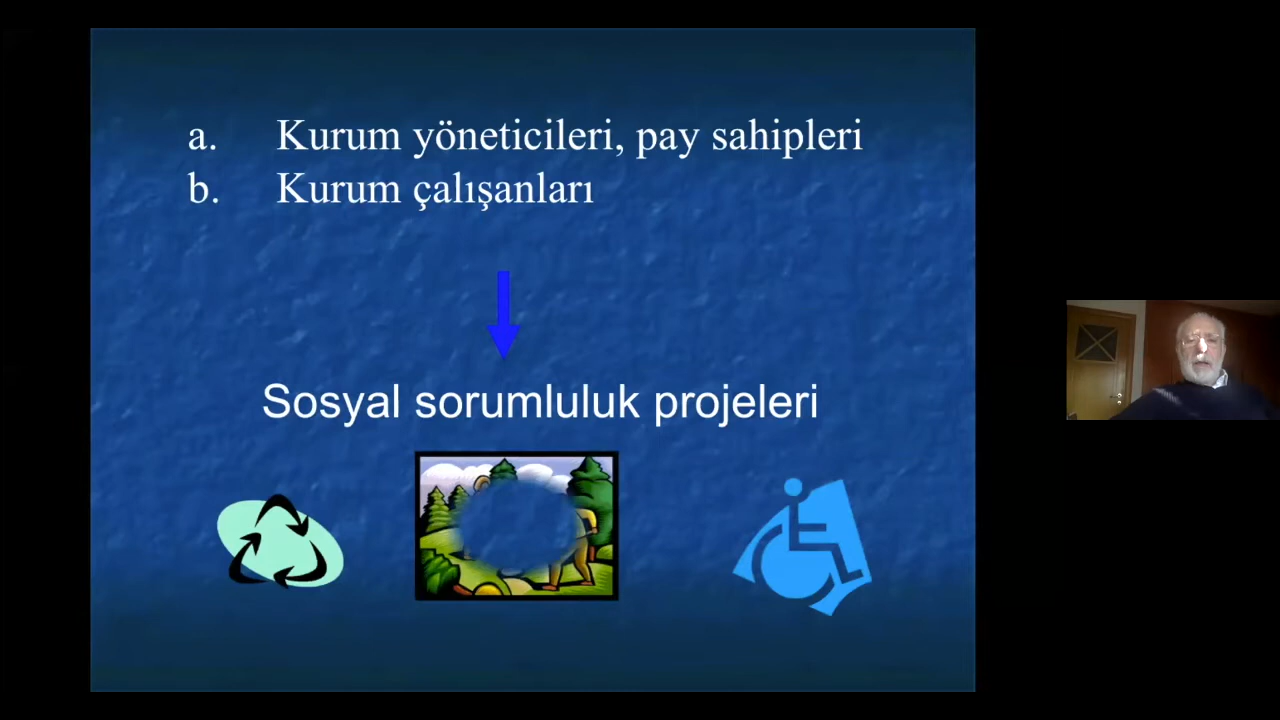 a. Kurum yöneticileri, pay sahipleri
b. Kurum çalışanları
Sosyal sorumluluk projeleri